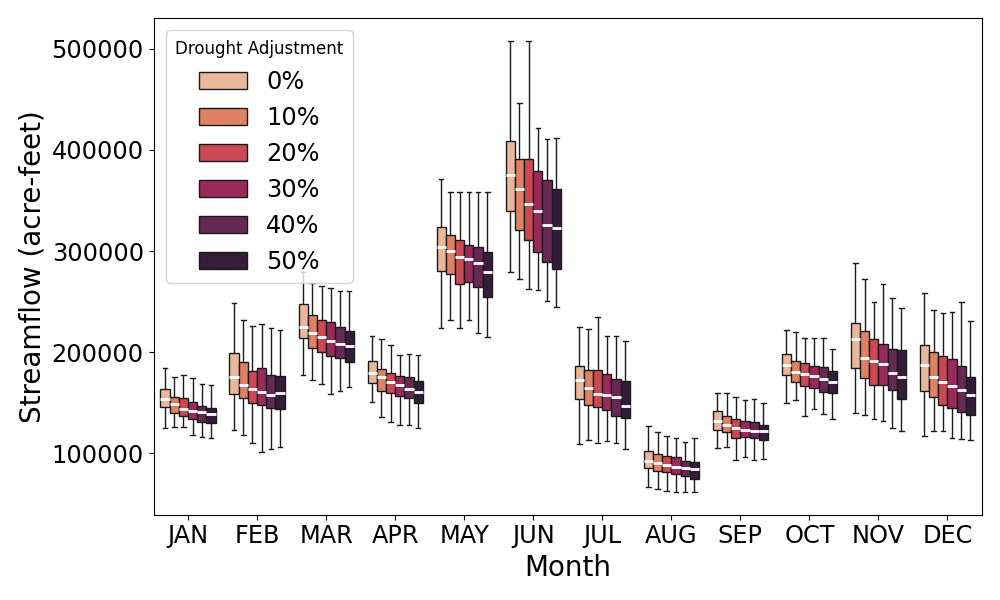 Drought Adjustment
0%
10%
20%
30%
40%
50%
500000
400000
300000
200000
100000
Streamflow (acre-feet)
JAN FEB MAR APR MAY JUN JUL AUG SEP OCT NOV DEC
Month